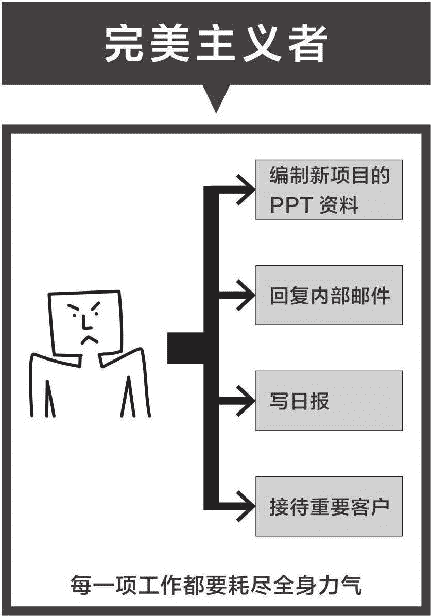 完美主义者
编制新项目的
PPT 资料
回复内部邮件
写日报
接待重要客户
每一项工作都要耗尽全身力气